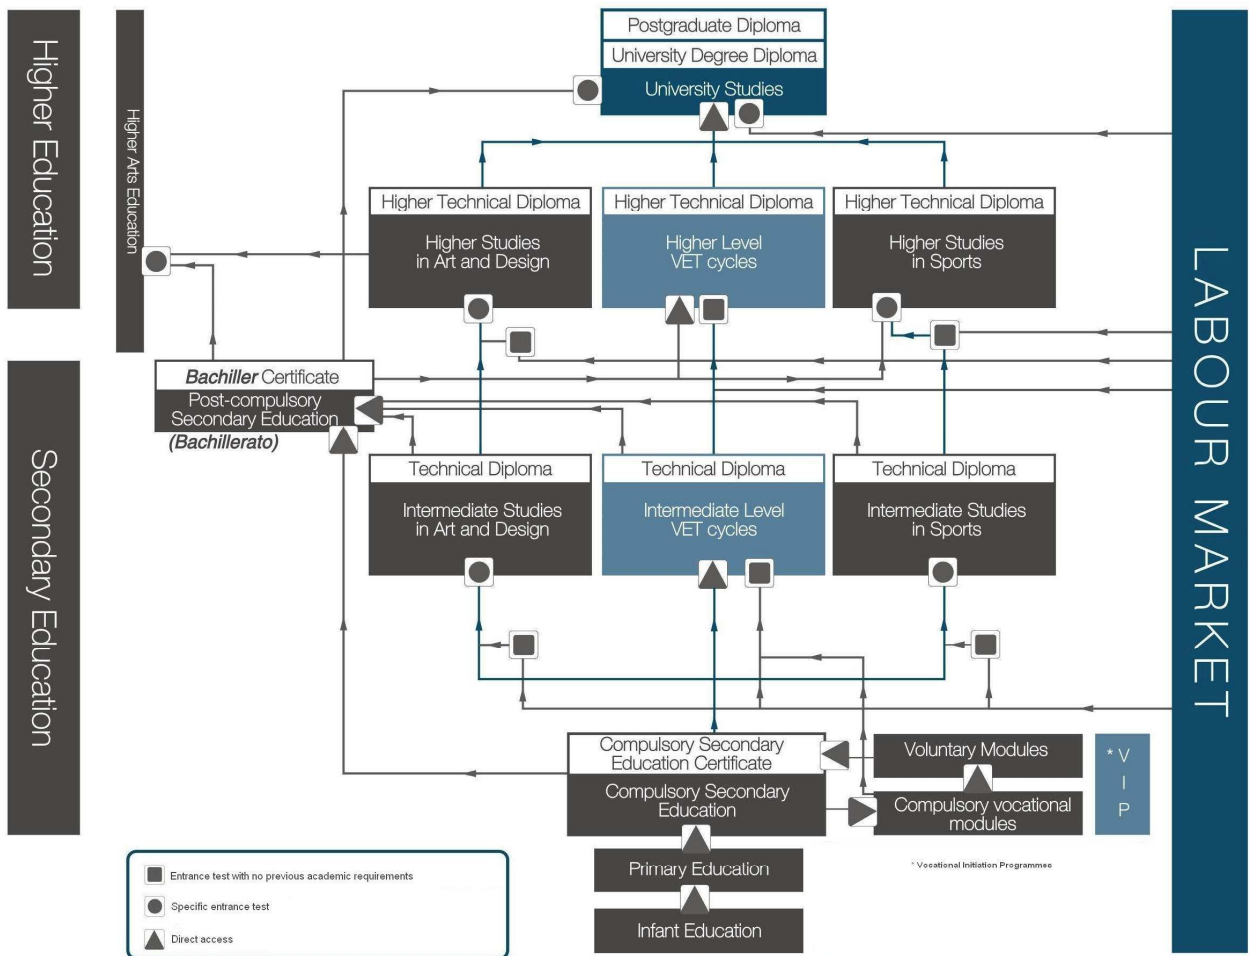 Higher Education
Higher Arts Education
Postgraduate Diploma
University Degree Diploma
University Studies
Higher Technical Diploma
Higher Studies
in Art and Design
Higher Technical Diploma
Higher Level
VET cycles
Higher Technical Diploma
Higher Studies
in Sports
LABOUR MARKET
Bachiller Certificate
Post-compulsory
Secondary Education
(Bachillerato)
Secondary Education
Technical Diploma
Intermediate Studies
in Art and Design
Technical Diploma
Intermediate Level
VET cycles
Technical Diploma
Intermediate Studies
in Sports
Compulsory Secondary
Education Certificate
Compulsory Secondary
Education
Voluntary Modules
Compulsory vocational
modules
* V
I
P
Primary Education
Infant Education
* Vocational Initiation Programmes
Entrance test with no previous academic requirements
Specific entrance test
Direct access